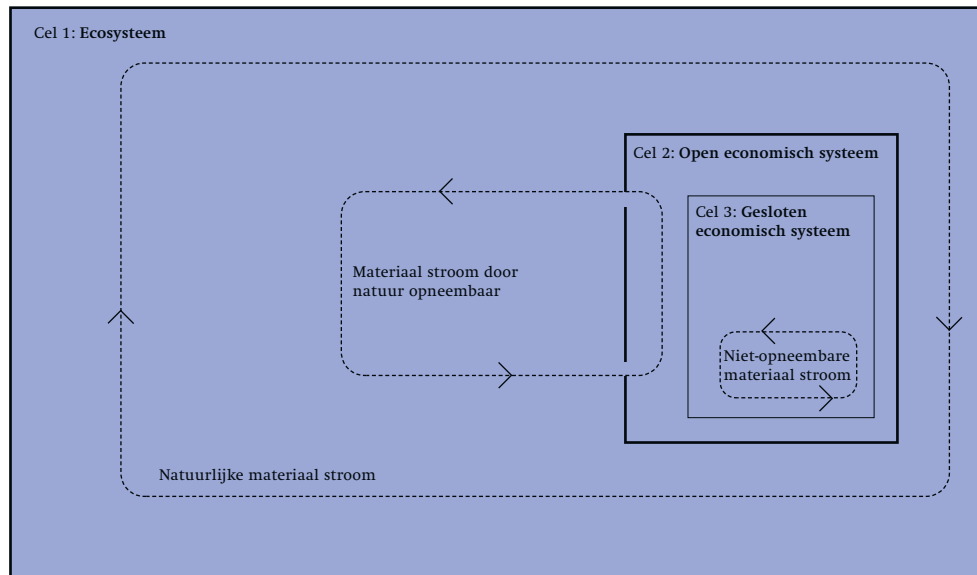 Cel 1: Ecosysteem
Cel 2: Open economisch systeem
Cel 3: Gesloten
economisch systeem
Materiaal stroom door
natuur opneembaar
Niet-opneembare
materiaal stroom
Natuurlijke materiaal stroom